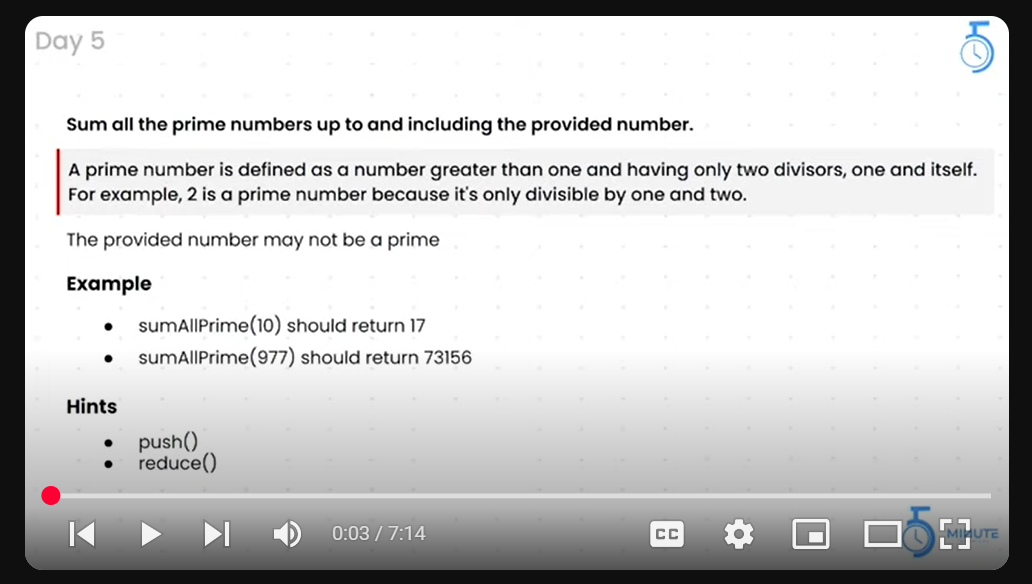 Day 5
Sum all the prime numbers up to and including the provided number.
A prime number is defined as a number greater than one and having only two divisors, one and itself.
For example, 2 is a prime number because it's only divisible by one and two.
The provided number may not be a prime
Example
● sumAllPrime(10) should return 17
● sumAllPrime(977) should return 73156
Hints
● push()
● reduce()
0:03 / 7:14
CC
5